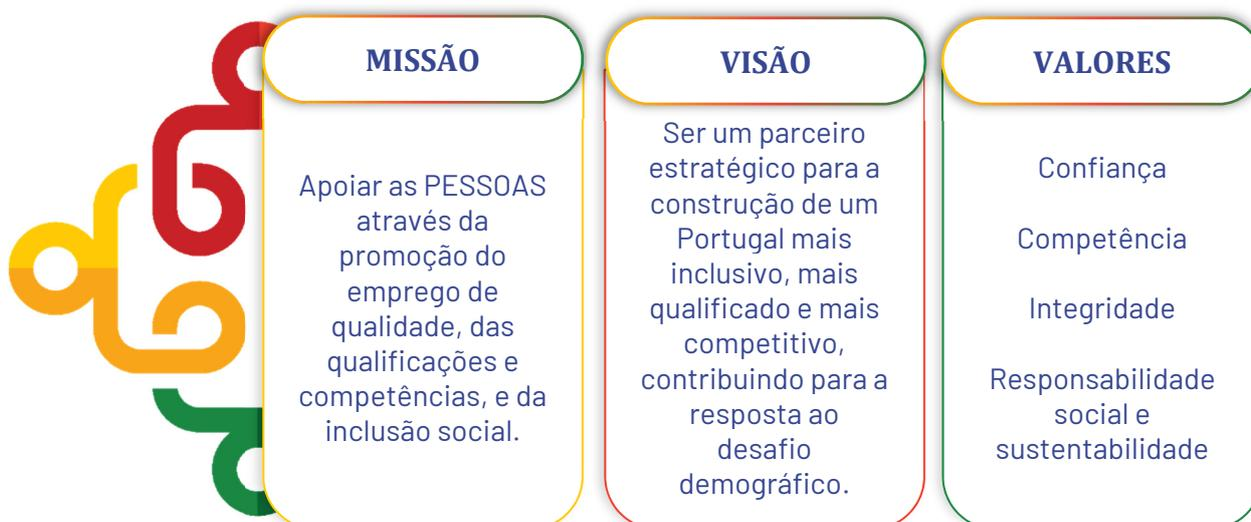 MISSÃO
Apoiar as PESSOAS
através da
promoção do
emprego de
qualidade, das
qualificações e
competências, e da
inclusão social.
VISÃO
Ser um parceiro
estratégico para a
construção de um
Portugal mais
inclusivo, mais
qualificado e mais
competitivo,
contribuindo para a
resposta ao
desafio
demográfico.
VALORES
Confiança
Competência
Integridade
Responsabilidade
social e
sustentabilidade